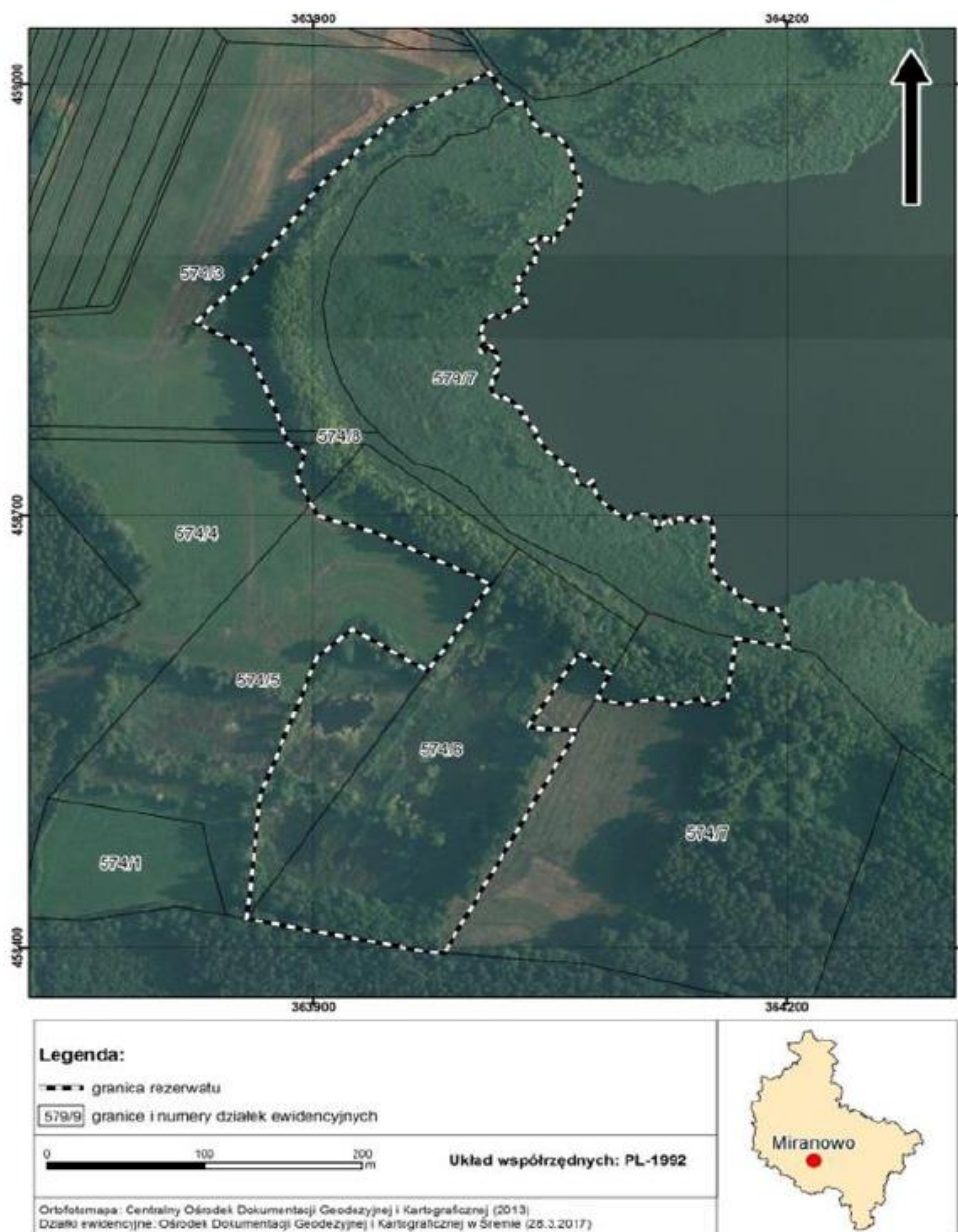 363900 364200
459000
574/3
579/7
574/8
458700
574/4
574/5
574/6
574/7
574/1
458400
363900 364200
Legenda:
granica rezerwatu
579/9 granice i numery działek ewidencyjnych
0 100 200
m
Układ współrzędnych: PL-1992
Miranowo
Ortofotomapa: Centralny Ośrodek Dokumentacji Geodezyjnej i Kartograficznej (2013)
Działki ewidencyjne: Ośrodek Dokumentacji Geodezyjnej i Kartograficznej w Śremie (28.3.2017)